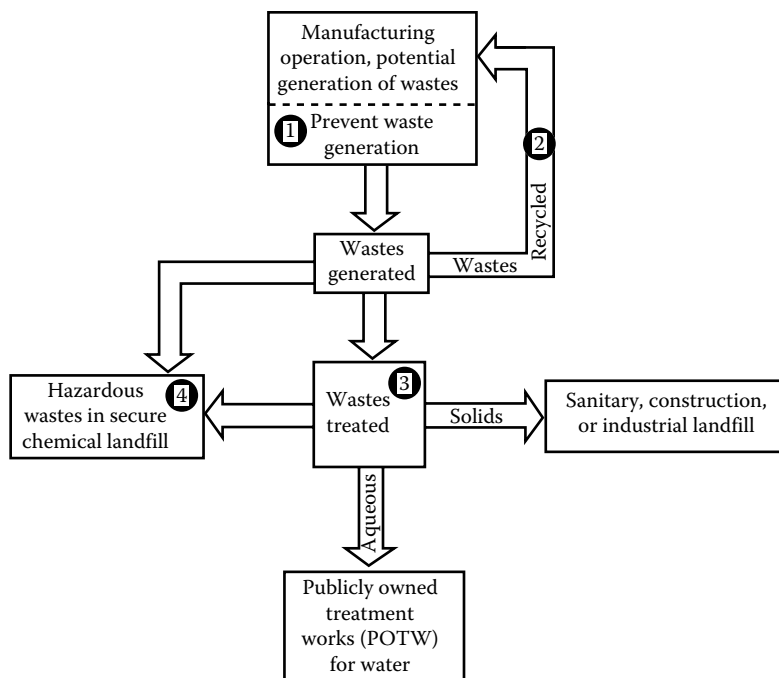 Manufacturing
operation, potential
generation of wastes
1 Prevent waste
generation
2
Recycled
Wastes
generated
Wastes
Hazardous
wastes in secure
chemical landfill
4
Wastes
treated
3
Solids
Sanitary, construction,
or industrial landfill
Aqueous
Publicly owned
treatment
works (POTW)
for water